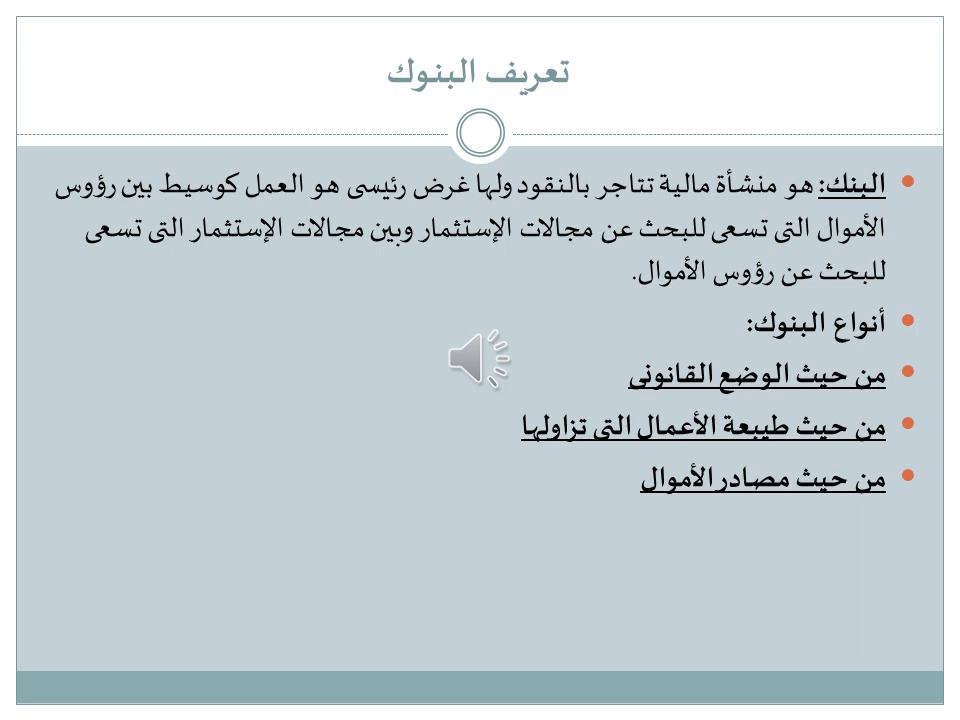 تعريف البنوك
البنك: هو منشأة مالية تتاجر بالنقود ولها غرض رئيسى هو العمل كوسيط بين رؤوس
الأموال التى تسعى للبحث عن مجالات الإستثمار وبين مجالات الإستثمار التى تسعى
للبحث عن رؤوس الأموال.
أنواع البنوك:
من حيث الوضع القانونى
من حيث طيبعة الأعمال التى تزاولها
من حيث مصادر الأموال